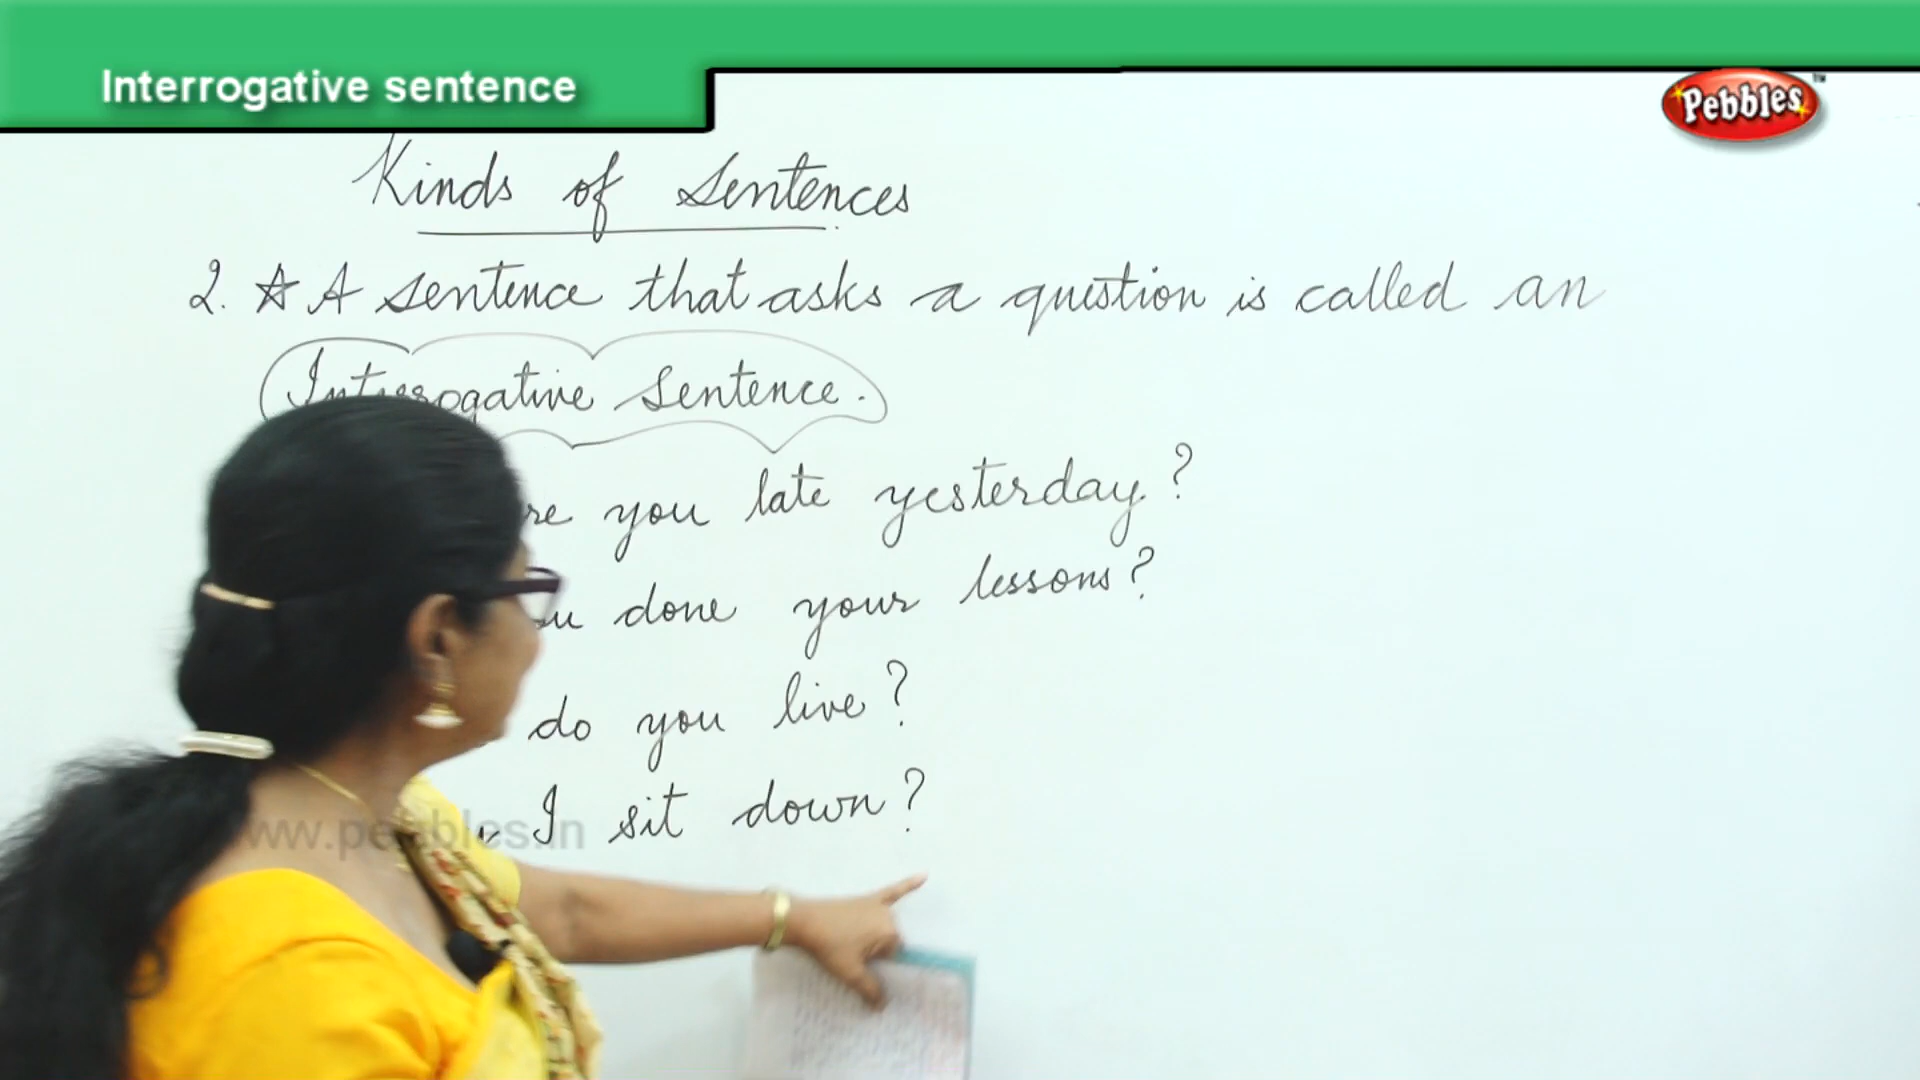 Interrogative sentence
Pebbles
TM
Kinds of Sentences
2. ☆ A sentence that asks a question is called an
Interrogative Sentence.
you late yesterday?
done your lessons?
do you live?
I sit down?
www.pebbles.in